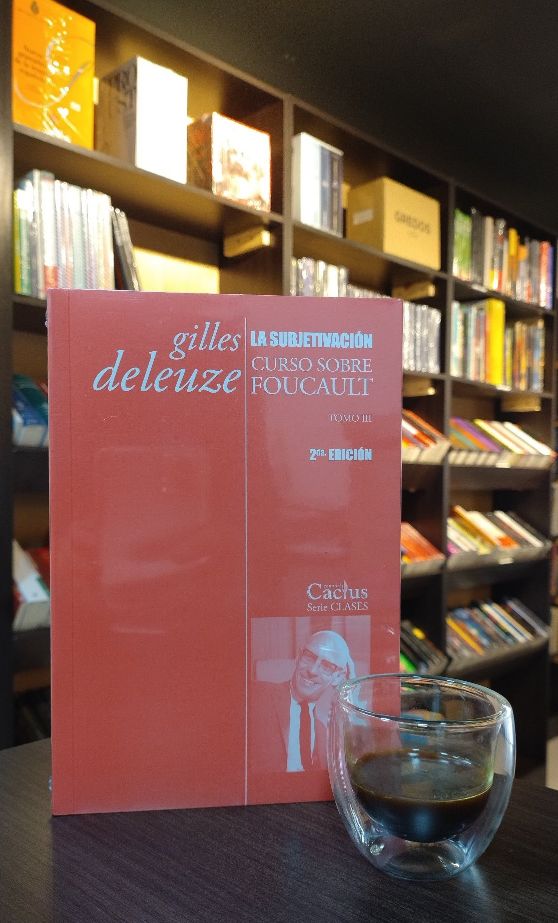 GREDOS
gilles
deleuze
LA SUBJETIVACIÓN
CURSO SOBRE
FOUCAULT
TOMO III
2da. EDICIÓN
Cactus
Serie CLASES